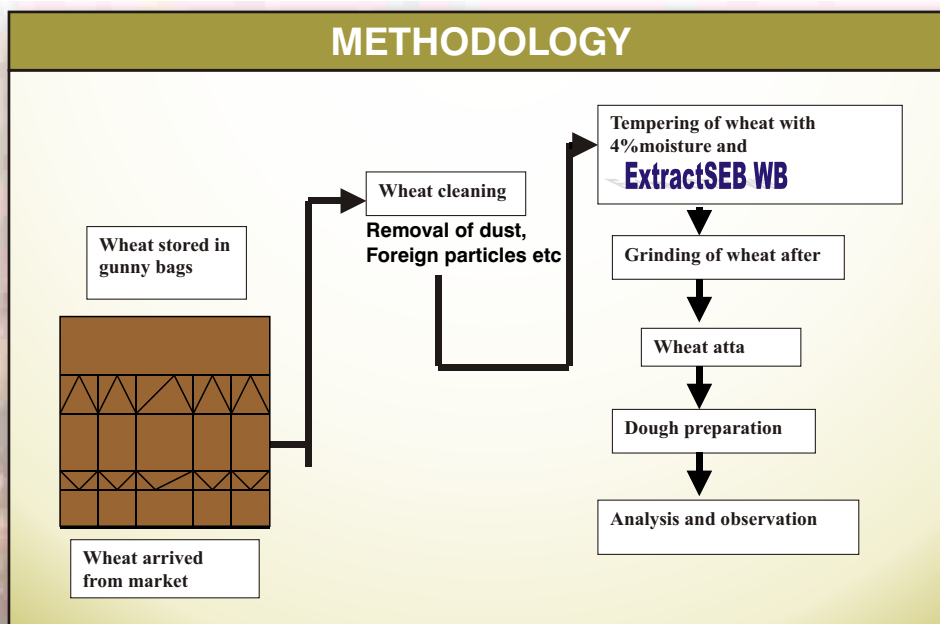 METHODOLOGY
Wheat stored in
gunny bags
Wheat arrived
from market
Wheat cleaning
Removal of dust,
Foreign particles etc
Tempering of wheat with
4%moisture and
ExtractSEB WB
Grinding of wheat after
Wheat atta
Dough preparation
Analysis and observation